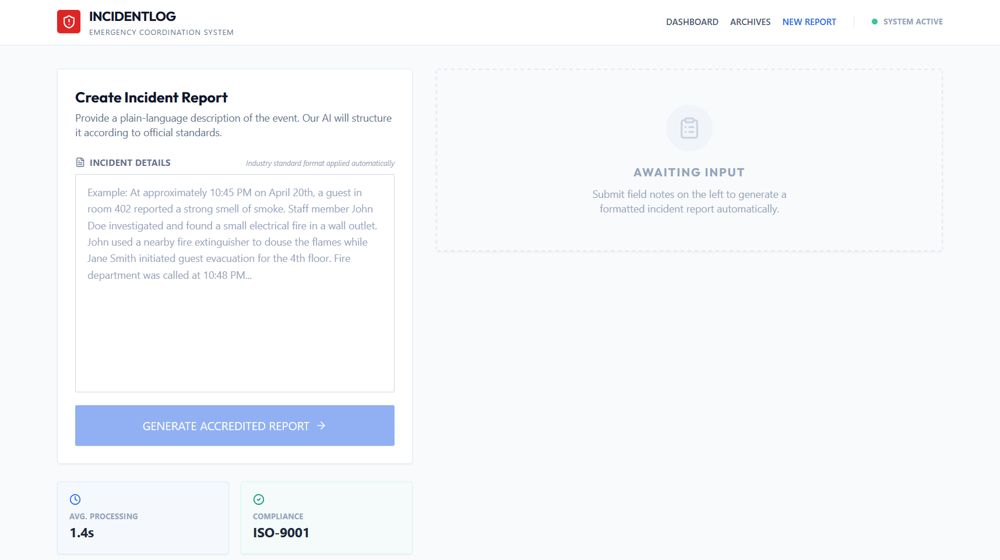 INCIDENTLOG
EMERGENCY COORDINATION SYSTEM
DASHBOARD
ARCHIVES
NEW REPORT
SYSTEM ACTIVE
Create Incident Report
Provide a plain-language description of the event. Our AI will structure
it according to official standards.
INCIDENT DETAILS
Industry standard format applied automatically
Example: At approximately 10:45 PM on April 20th, a guest in
room 402 reported a strong smell of smoke. Staff member John
Doe investigated and found a small electrical fire in a wall outlet.
John used a nearby fire extinguisher to douse the flames while
Jane Smith initiated guest evacuation for the 4th floor. Fire
department was called at 10:48 PM...
GENERATE ACCREDITED REPORT
AVG. PROCESSING
1.4s
COMPLIANCE
ISO-9001
AWAITING INPUT
Submit field notes on the left to generate a
formatted incident report automatically.